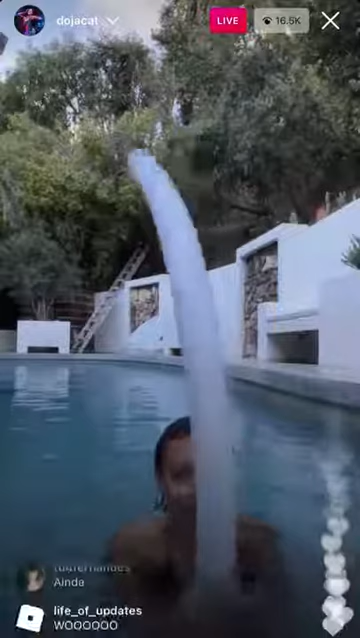 dojacat
LIVE
16.5K
Ainda
life_of_updates
WOOOOOO